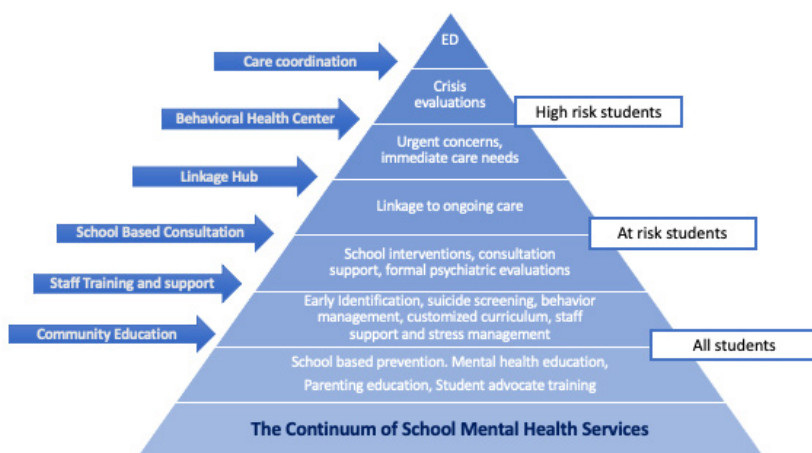 ED
Care coordination
Crisis
evaluations
High risk students
Behavioral Health Center
Urgent concerns,
immediate care needs
Linkage Hub
Linkage to ongoing care
School Based Consultation
At risk students
School interventions, consultation
support, formal psychiatric evaluations
Staff Training and support
Early Identification, suicide screening, behavior
management, customized curriculum, staff
support and stress management
Community Education
All students
School based prevention. Mental health education,
Parenting education, Student advocate training
The Continuum of School Mental Health Services